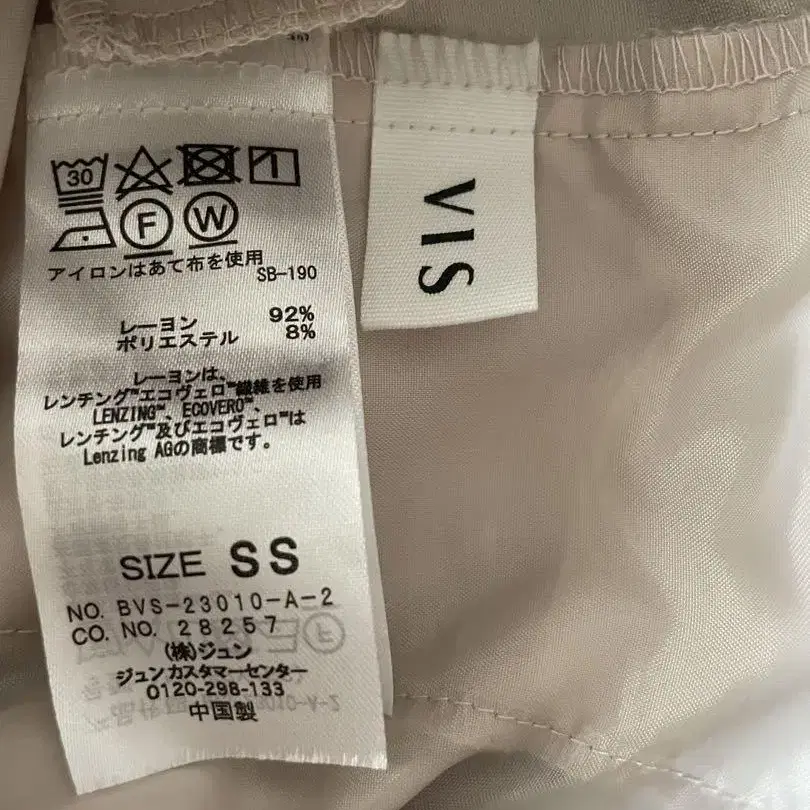 30
F W
アイロンはあて布を使用
SB-190
レーヨン 92%
ポリエステル 8%
レーヨンは、
レンチング™エコヴェロ™繊維を使用
LENZING™、ECOVERO™、
レンチング™及びエコヴェロ™は
Lenzing AGの商標です。
SIZE SS
NO. BVS-23010-A-2
CO. NO. 28257
(株)ジュン
ジュンカスタマーセンター
0120-298-133
中国製
VIS